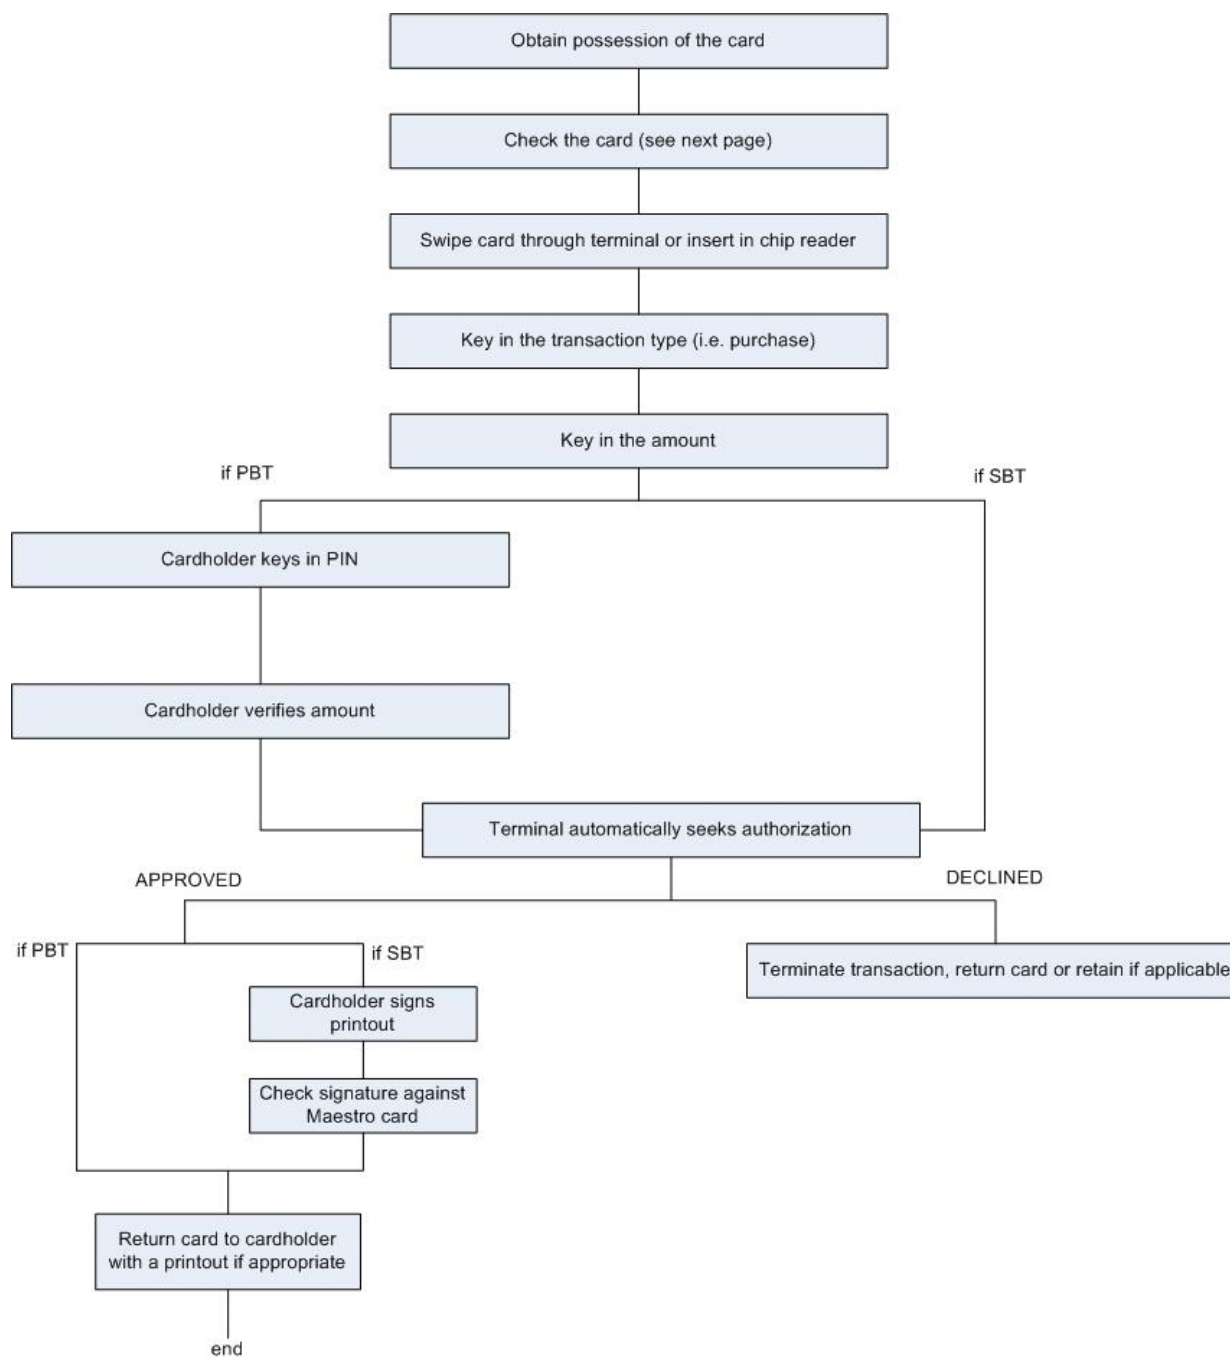 Obtain possession of the card
Check the card (see next page)
Swipe card through terminal or insert in chip reader
Key in the transaction type (i.e. purchase)
Key in the amount
if PBT
if SBT
Cardholder keys in PIN
Cardholder verifies amount
Terminal automatically seeks authorization
APPROVED
DECLINED
if PBT
if SBT
Terminate transaction, return card or retain if applicable
Cardholder signs
printout
Check signature against
Maestro card
Return card to cardholder
with a printout if appropriate
end